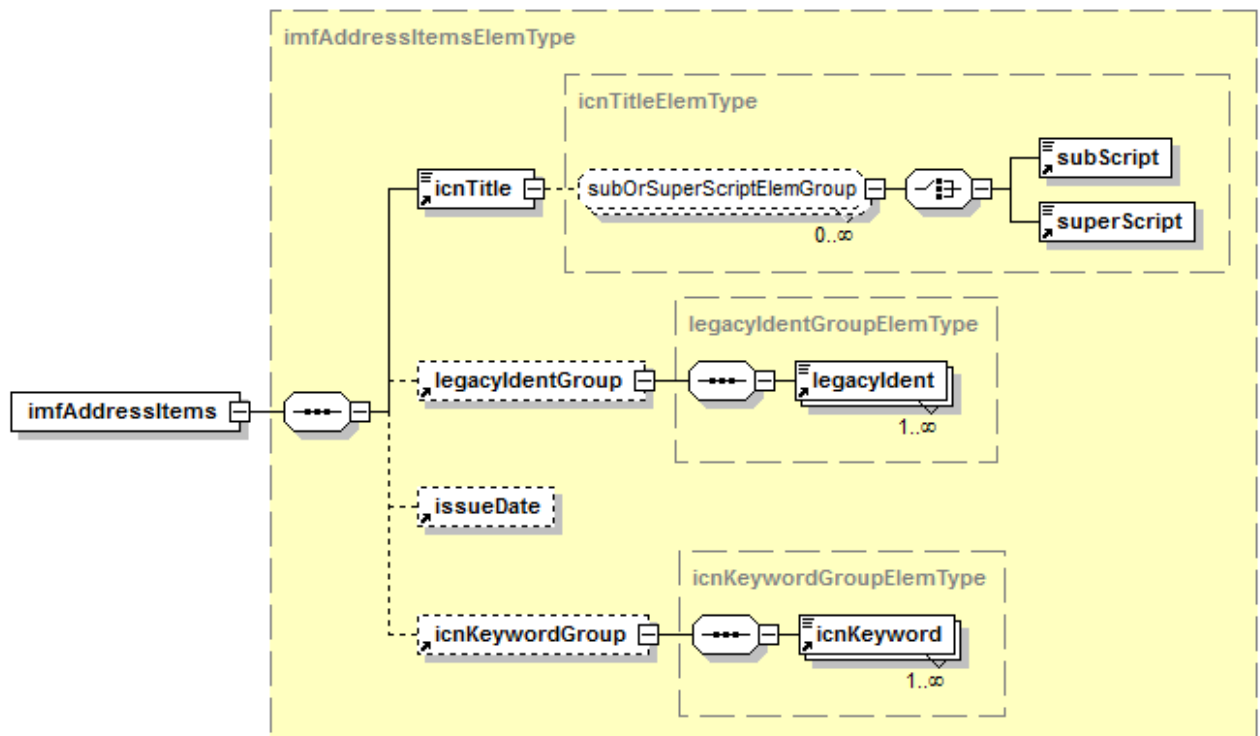 imfAddressItemsElemType
icnTitleElemType
icnTitle
subOrSuperScriptElemGroup
0..∞
subScript
superScript
legacyIdentGroupElemType
imfAddressItems
legacyIdentGroup
legacyIdent
1..∞
issueDate
icnKeywordGroupElemType
icnKeywordGroup
icnKeyword
1..∞